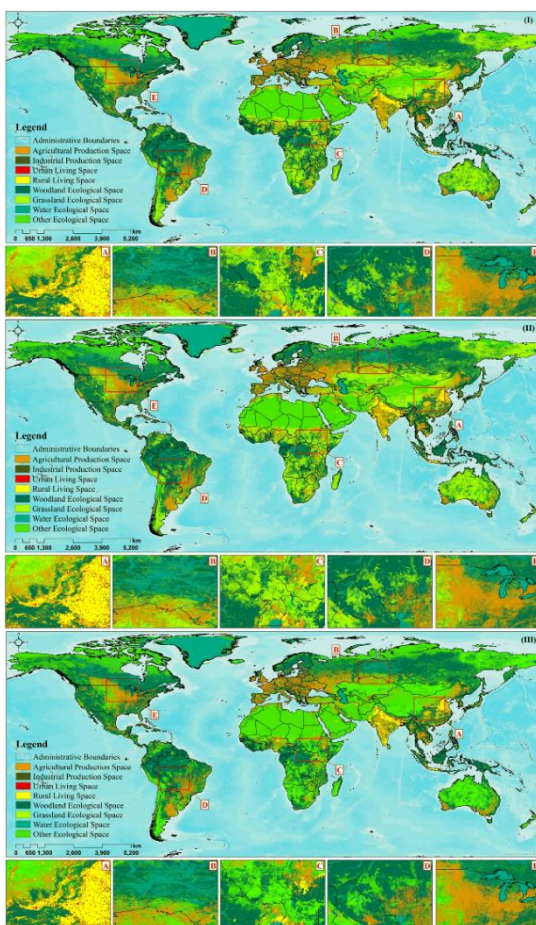 (I)
B
E
A
C
D
Legend
Administrative Boundaries
Agricultural Production Space
Industrial Production Space
Urban Living Space
Rural Living Space
Woodland Ecological Space
Grassland Ecological Space
Water Ecological Space
Other Ecological Space
km
0 650 1,300 2,600 3,900 5,200
A B C D E
(II)
B
E
A
C
D
Legend
Administrative Boundaries
Agricultural Production Space
Industrial Production Space
Urban Living Space
Rural Living Space
Woodland Ecological Space
Grassland Ecological Space
Water Ecological Space
Other Ecological Space
km
0 650 1,300 2,600 3,900 5,200
A B C D E
(III)
B
E
A
C
D
Legend
Administrative Boundaries
Agricultural Production Space
Industrial Production Space
Urban Living Space
Rural Living Space
Woodland Ecological Space
Grassland Ecological Space
Water Ecological Space
Other Ecological Space
km
0 650 1,300 2,600 3,900 5,200
A B C D E